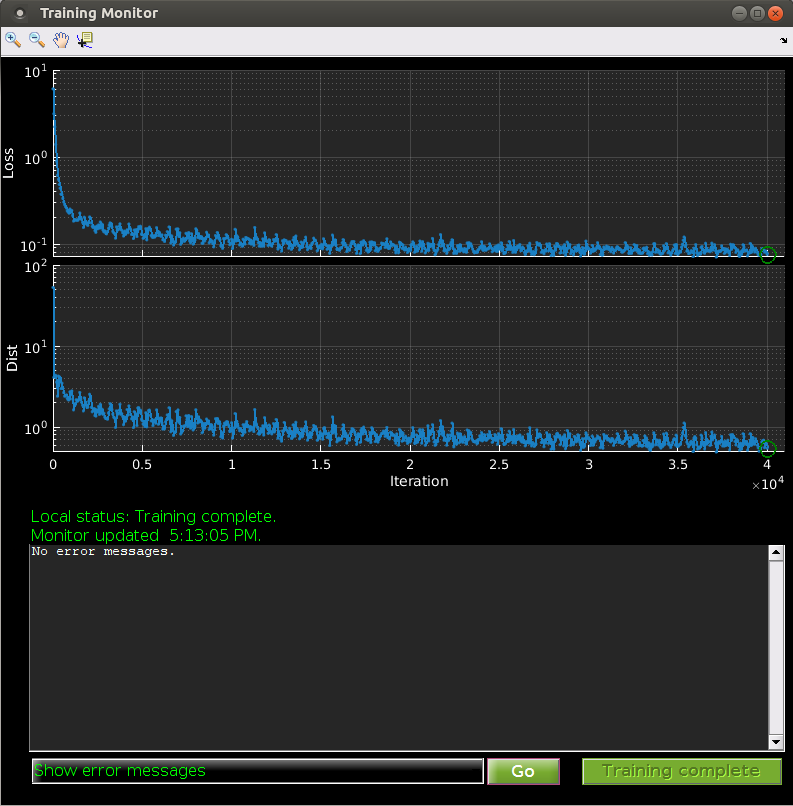 Training Monitor
10^1
10^0
10^-1
Loss
10^2
10^1
10^0
Dist
0 0.5 1 1.5 2 2.5 3 3.5 4
Iteration
×10^4
Local status: Training complete.
Monitor updated  5:13:05 PM.
No error messages.
Show error messages Go Training complete